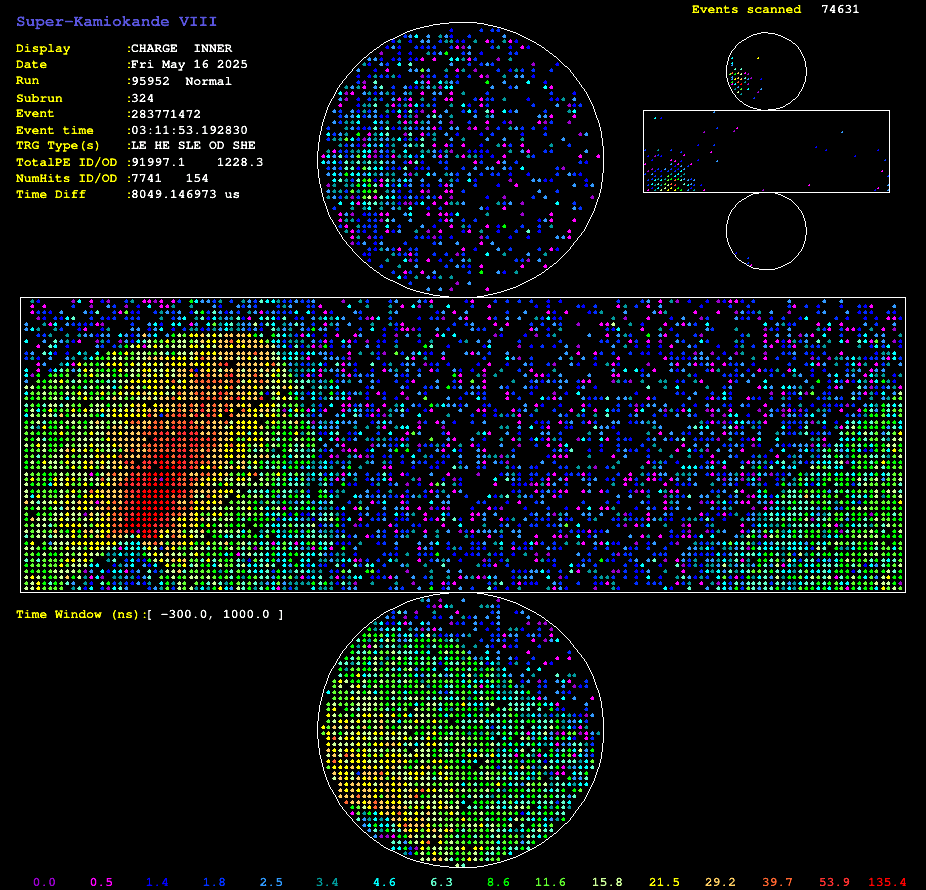 Super-Kamiokande VIII
Events scanned 74631
Display :CHARGE INNER
Date :Fri May 16 2025
Run :95952 Normal
Subrun :324
Event :283771472
Event time :03:11:53.192830
TRG Type(s) :LE HE SLE OD SHE
TotalPE ID/OD :91997.1 1228.3
NumHits ID/OD :7741 154
Time Diff :8049.146973 us
Time Window (ns):[ -300.0, 1000.0 ]
0.0 0.5 1.4 1.8 2.5 3.4 4.6 6.3 8.6 11.6 15.8 21.5 29.2 39.7 53.9 135.4